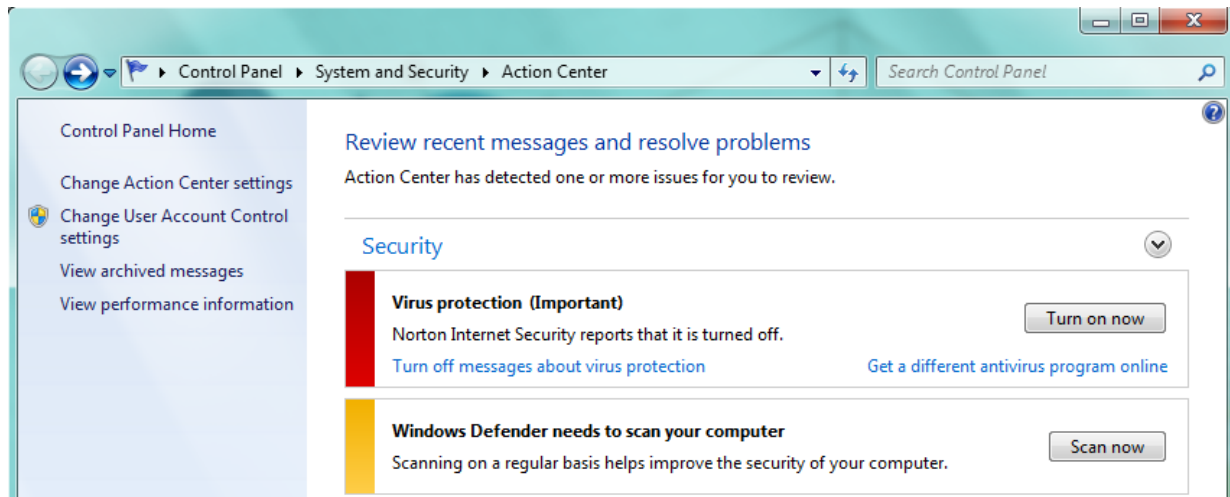 Control Panel ▸ System and Security ▸ Action Center
Search Control Panel
Control Panel Home
Change Action Center settings
Change User Account Control
settings
View archived messages
View performance information
Review recent messages and resolve problems
Action Center has detected one or more issues for you to review.
Security
Virus protection (Important)
Norton Internet Security reports that it is turned off.
Turn on now
Turn off messages about virus protection
Get a different antivirus program online
Windows Defender needs to scan your computer
Scanning on a regular basis helps improve the security of your computer.
Scan now